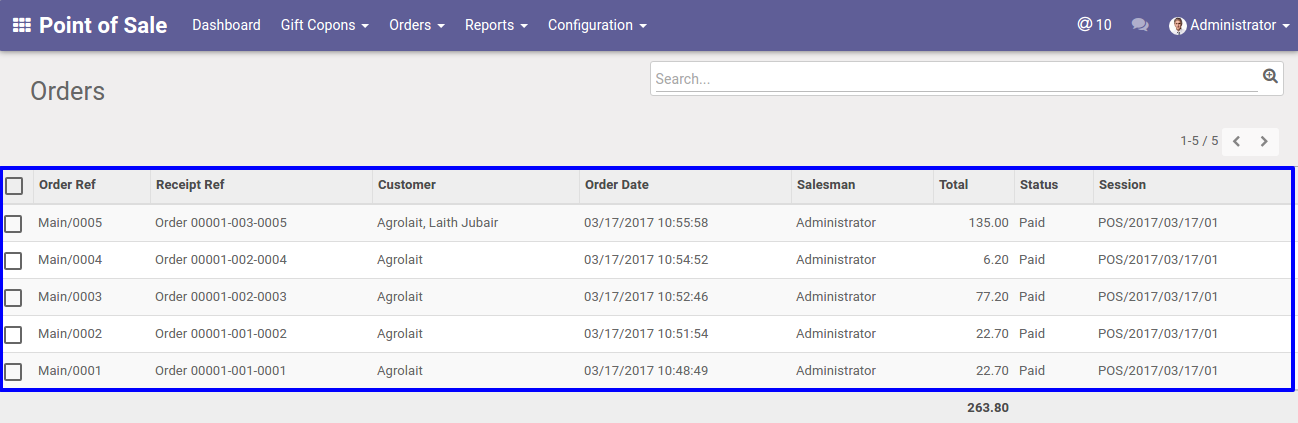 Point of Sale Dashboard Gift Copons Orders Reports Configuration @ 10 Administrator
Search...
Orders
1-5 / 5
Order Ref Receipt Ref Customer Order Date Salesman Total Status Session
Main/0005 Order 00001-003-0005 Agrolait, Laith Jubair 03/17/2017 10:55:58 Administrator 135.00 Paid POS/2017/03/17/01
Main/0004 Order 00001-002-0004 Agrolait 03/17/2017 10:54:52 Administrator 6.20 Paid POS/2017/03/17/01
Main/0003 Order 00001-002-0003 Agrolait 03/17/2017 10:52:46 Administrator 77.20 Paid POS/2017/03/17/01
Main/0002 Order 00001-001-0002 Agrolait 03/17/2017 10:51:54 Administrator 22.70 Paid POS/2017/03/17/01
Main/0001 Order 00001-001-0001 Agrolait 03/17/2017 10:48:49 Administrator 22.70 Paid POS/2017/03/17/01
263.80